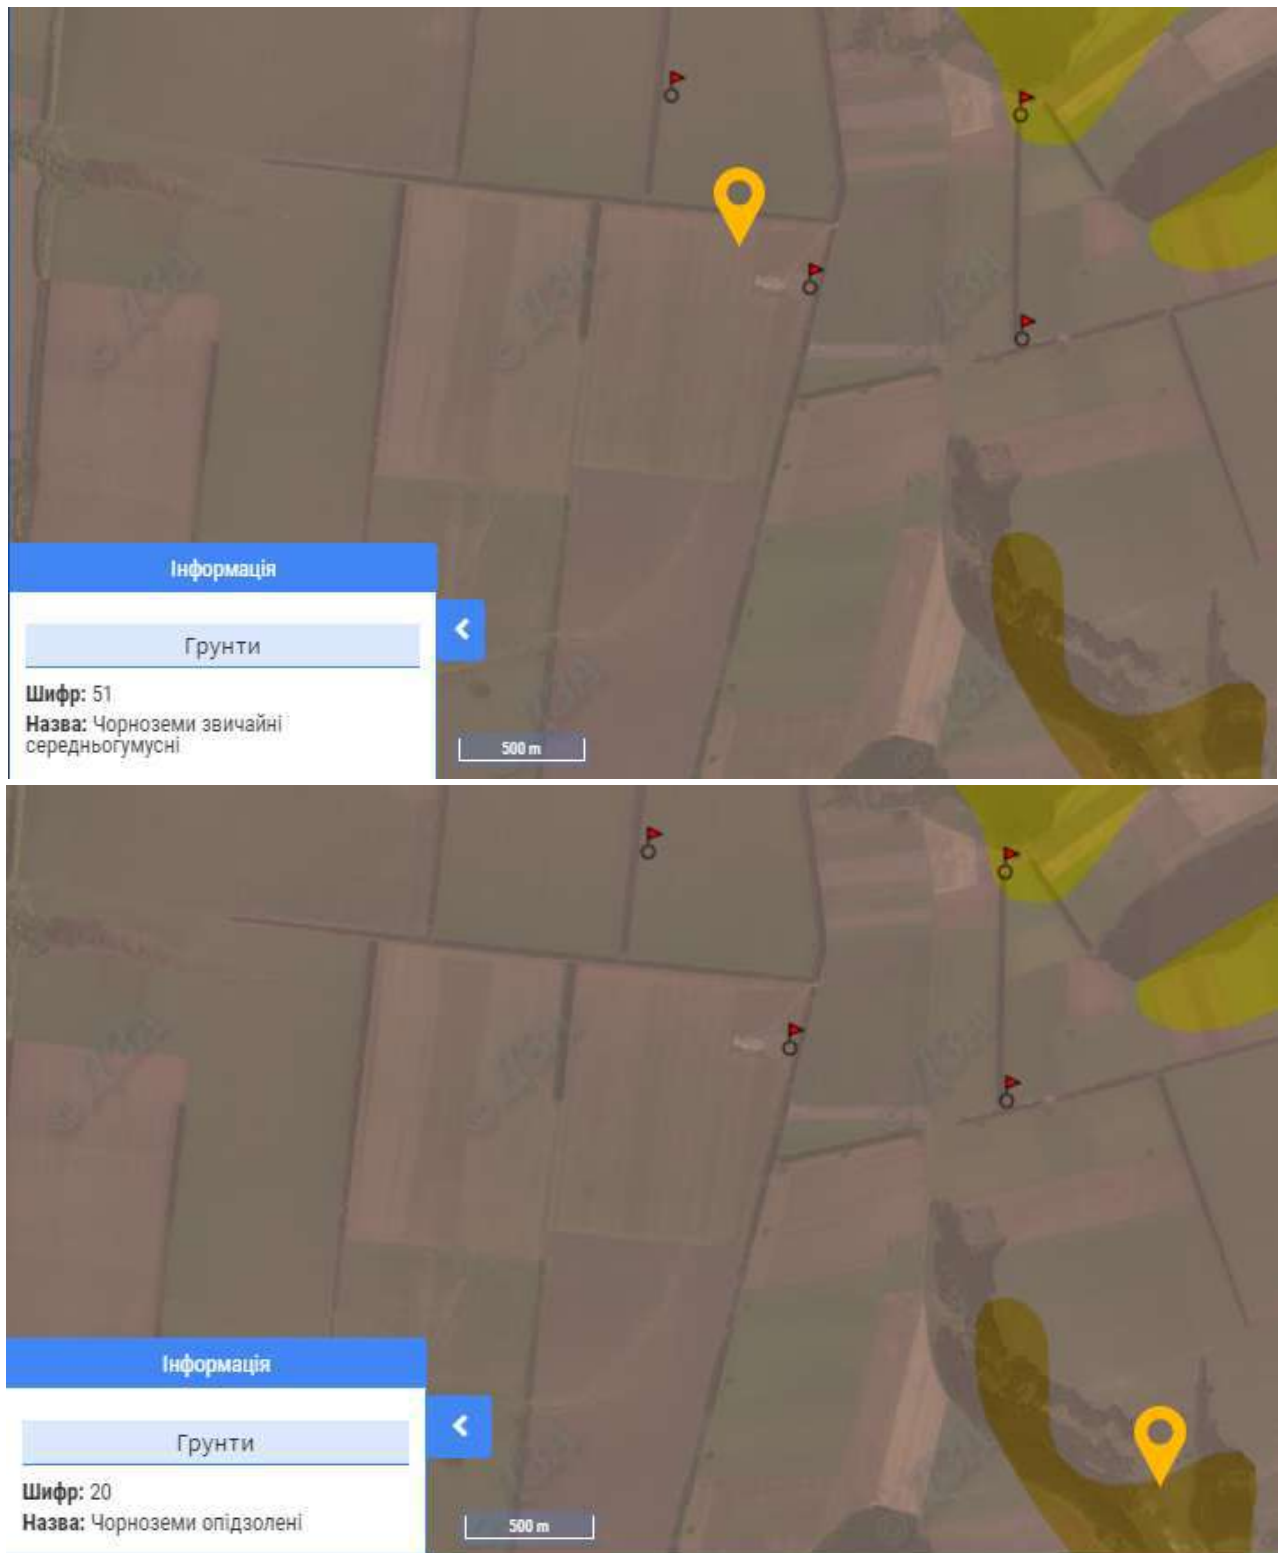 Інформація
Грунти
Шифр: 51
Назва: Чорноземи звичайні
середньогумусні
500 m
Інформація
Грунти
Шифр: 20
Назва: Чорноземи опідзолені
500 m